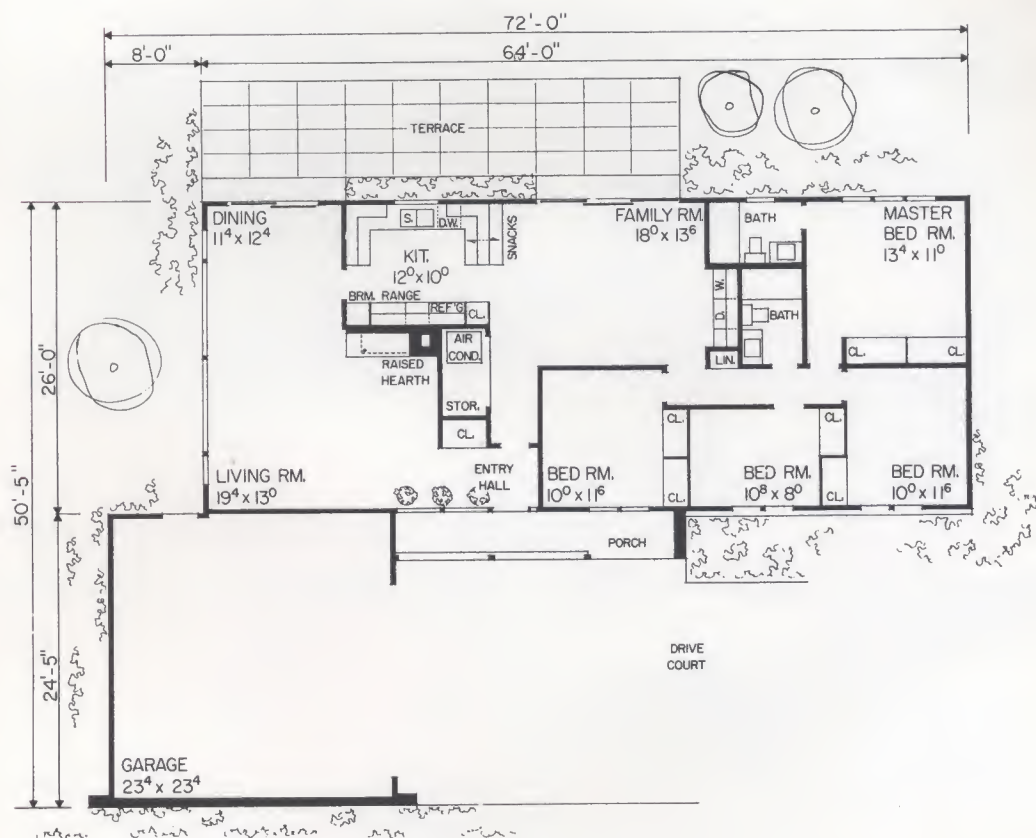 72'-0"
8'-0"
64'-0"
TERRACE
DINING
11⁴ x 12⁴
S.
D.W.
SNACKS
KIT.
12⁰ x 10⁰
FAMILY RM.
18⁰ x 13⁶
BATH
MASTER
BED RM.
13⁴ x 11⁰
BRM.
RANGE
REF'G
CL.
W.
D.
BATH
LIN.
CL.
CL.
AIR
COND.
RAISED
HEARTH
STOR.
CL.
26'-0"
50'-5"
24'-5"
LIVING RM.
19⁴ x 13⁰
ENTRY
HALL
BED RM.
10⁰ x 11⁶
CL.
CL.
BED RM.
10⁸ x 8⁰
CL.
CL.
BED RM.
10⁰ x 11⁶
PORCH
DRIVE
COURT
GARAGE
23⁴ x 23⁴